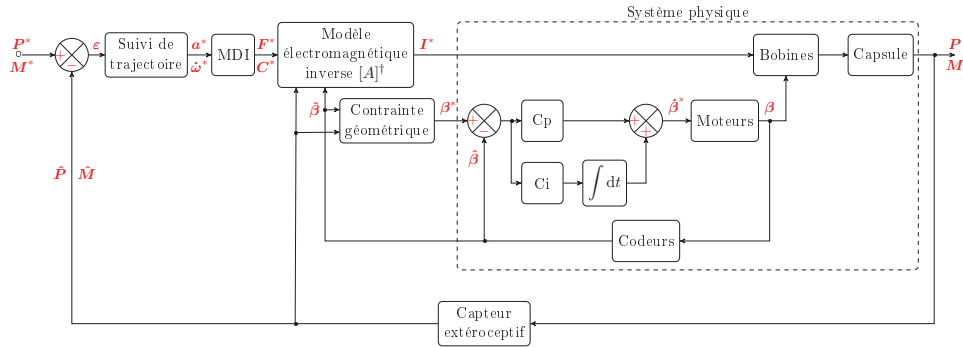 Système physique
P*
M*
+
−
ε
Suivi de
trajectoire
a*
ω̇*
MDI
F*
C*
Modèle
électromagnétique
inverse [A]†
I*
Bobines
Capsule
P
M
β̂
Contrainte
géométrique
β*
+
−
β̂
Cp
+
+
β̇*
Moteurs
β
Ci
∫ dt
P̂ M̂
Codeurs
Capteur
extéroceptif